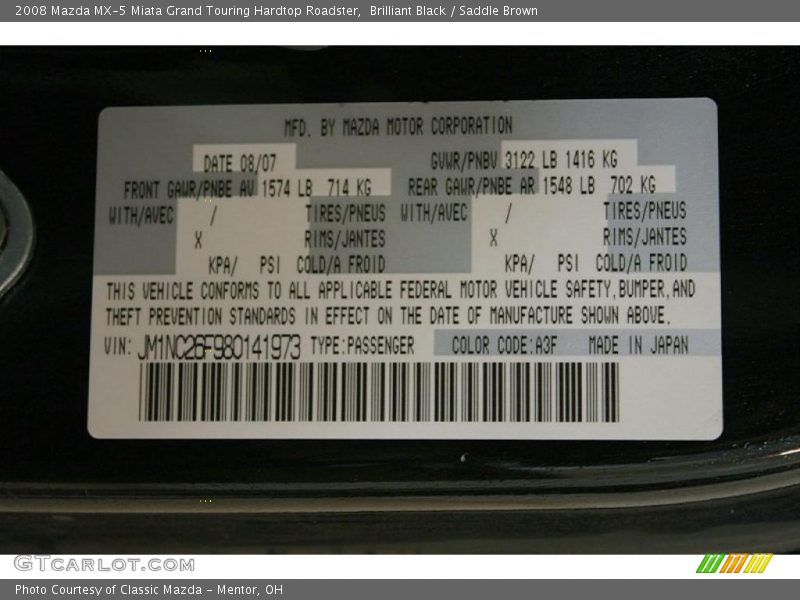 2008 Mazda MX-5 Miata Grand Touring Hardtop Roadster,  Brilliant Black / Saddle Brown
MFD. BY MAZDA MOTOR CORPORATION
DATE 08/07 GVWR/PNBV 3122 LB 1416 KG
FRONT GAWR/PNBE AV 1574 LB 714 KG REAR GAWR/PNBE AR 1548 LB 702 KG
WITH/AVEC / TIRES/PNEUS WITH/AVEC / TIRES/PNEUS
X RIMS/JANTES X RIMS/JANTES
KPA/ PSI COLD/A FROID KPA/ PSI COLD/A FROID
THIS VEHICLE CONFORMS TO ALL APPLICABLE FEDERAL MOTOR VEHICLE SAFETY,BUMPER,AND
THEFT PREVENTION STANDARDS IN EFFECT ON THE DATE OF MANUFACTURE SHOWN ABOVE.
VIN: JM1NC26F980141973 TYPE:PASSENGER COLOR CODE:A3F MADE IN JAPAN
GTCARLOT.COM
Photo Courtesy of Classic Mazda - Mentor, OH